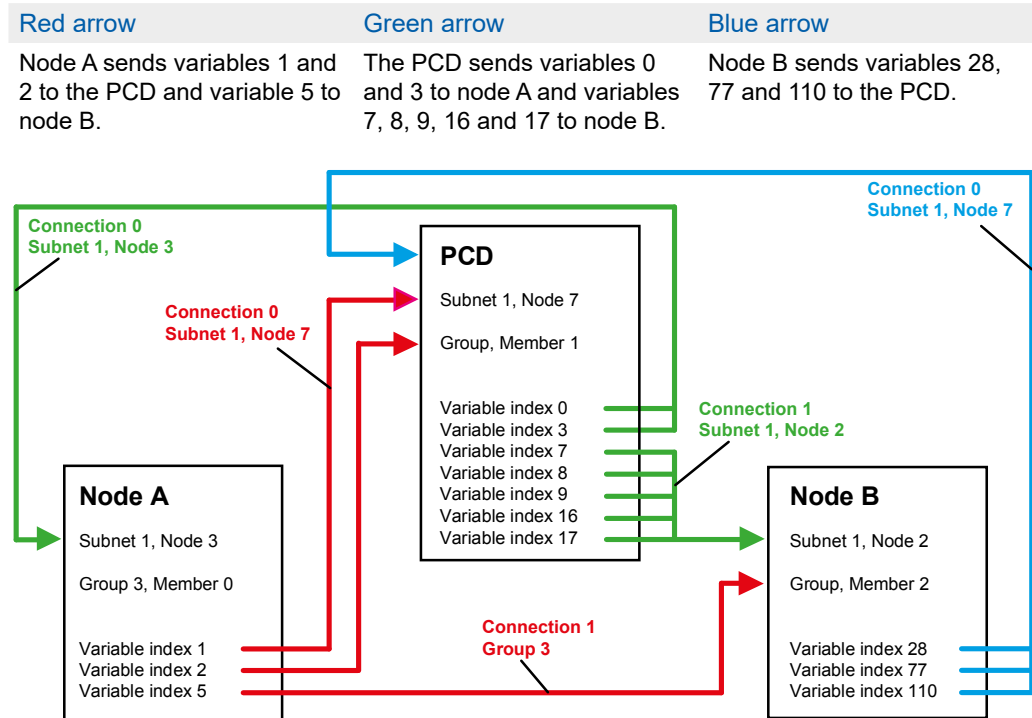 Red arrow
Green arrow
Blue arrow
Node A sends variables 1 and
2 to the PCD and variable 5 to
node B.
The PCD sends variables 0
and 3 to node A and variables
7, 8, 9, 16 and 17 to node B.
Node B sends variables 28,
77 and 110 to the PCD.
Connection 0
Subnet 1, Node 7
Connection 0
Subnet 1, Node 3
PCD
Subnet 1, Node 7
Group, Member 1
Variable index 0
Variable index 3
Variable index 7
Variable index 8
Variable index 9
Variable index 16
Variable index 17
Connection 0
Subnet 1, Node 7
Connection 1
Subnet 1, Node 2
Node A
Subnet 1, Node 3
Group 3, Member 0
Variable index 1
Variable index 2
Variable index 5
Connection 1
Group 3
Node B
Subnet 1, Node 2
Group, Member 2
Variable index 28
Variable index 77
Variable index 110